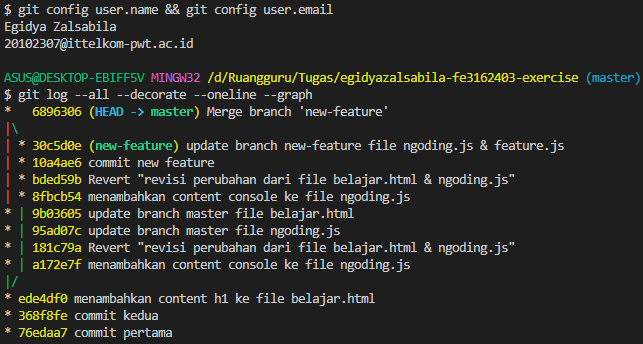 $ git config user.name && git config user.email
Egidya Zalsabila
20102307@ittelkom-pwt.ac.id
ASUS@DESKTOP-EBIFF5V MINGW32 /d/Ruangguru/Tugas/egidyazalsabila-fe3162403-exercise (master)
$ git log --all --decorate --oneline --graph
*   6896306 (HEAD -> master) Merge branch 'new-feature'
|\
| * 30c5d0e (new-feature) update branch new-feature file ngoding.js & feature.js
| * 10a4ae6 commit new feature
| * bded59b Revert "revisi perubahan dari file belajar.html & ngoding.js"
| * 8fbcb54 menambahkan content console ke file ngoding.js
* | 9b03605 update branch master file belajar.html
* | 95ad07c update branch master file ngoding.js
* | 181c79a Revert "revisi perubahan dari file belajar.html & ngoding.js"
* | a172e7f menambahkan content console ke file ngoding.js
|/
* ede4df0 menambahkan content h1 ke file belajar.html
* 368f8fe commit kedua
* 76edaa7 commit pertama